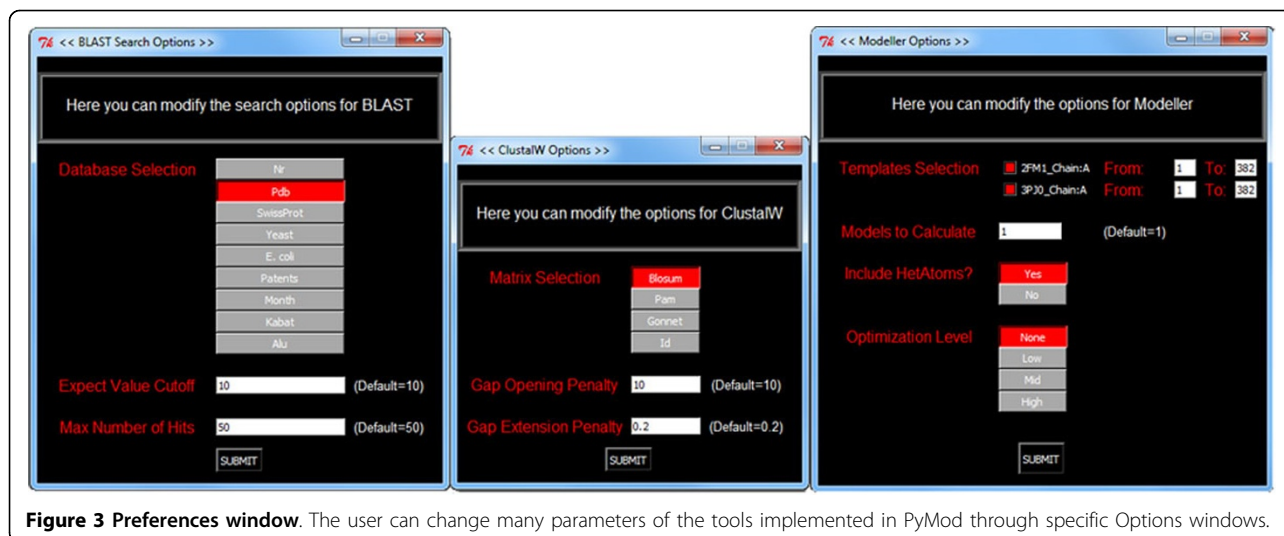 << BLAST Search Options >>
Here you can modify the search options for BLAST
Database Selection
Nr
Pdb
SwissProt
Yeast
E. coli
Patents
Month
Kabat
Alu
Expect Value Cutoff 10 (Default=10)
Max Number of Hits 50 (Default=50)
SUBMIT
<< ClustalW Options >>
Here you can modify the options for ClustalW
Matrix Selection
Blosum
Pam
Gonnet
Id
Gap Opening Penalty 10 (Default=10)
Gap Extension Penalty 0.2 (Default=0.2)
SUBMIT
<< Modeller Options >>
Here you can modify the options for Modeller
Templates Selection 2FM1_Chain:A From: 1 To: 382
3PJ0_Chain:A From: 1 To: 382
Models to Calculate 1 (Default=1)
Include HetAtoms? Yes
No
Optimization Level None
Low
Mid
High
SUBMIT
Figure 3 Preferences window. The user can change many parameters of the tools implemented in PyMod through specific Options windows.